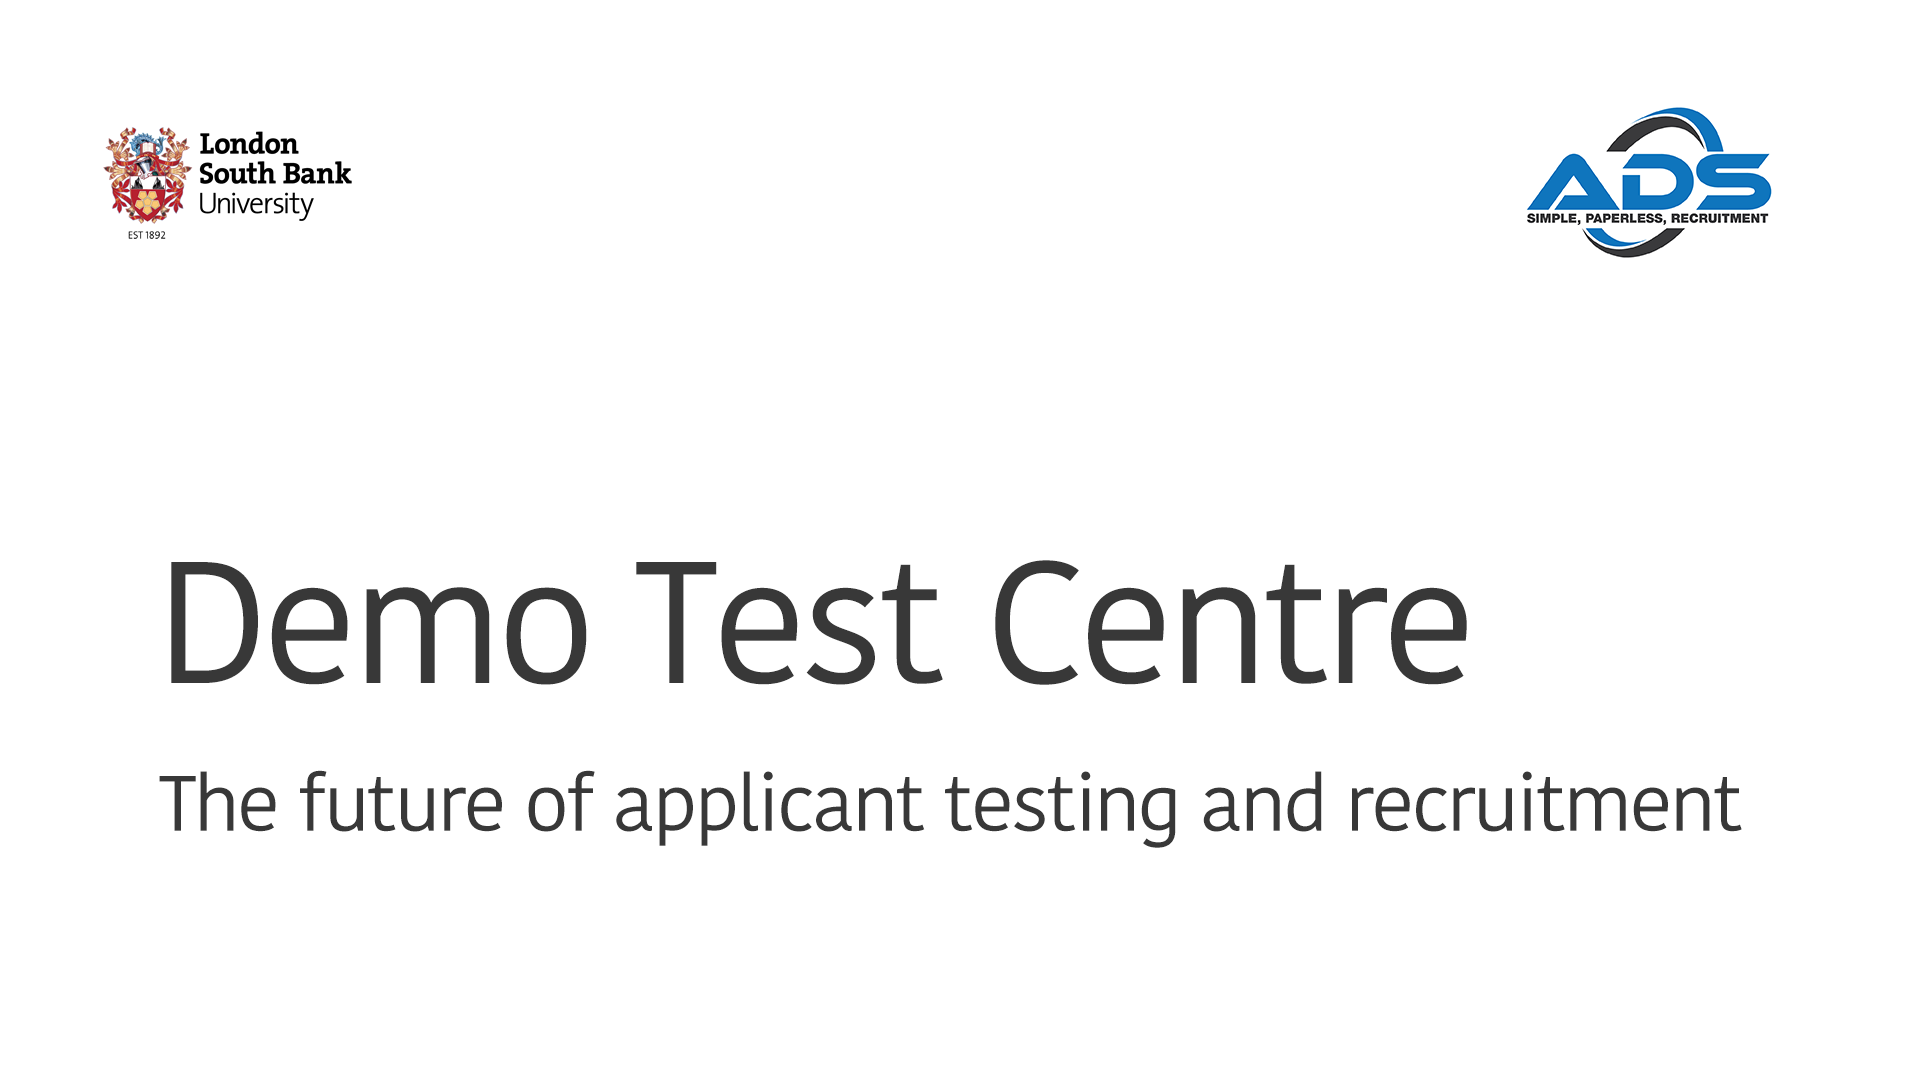 London
South Bank
University
EST 1892
ADS
SIMPLE, PAPERLESS, RECRUITMENT
Demo Test Centre
The future of applicant testing and recruitment